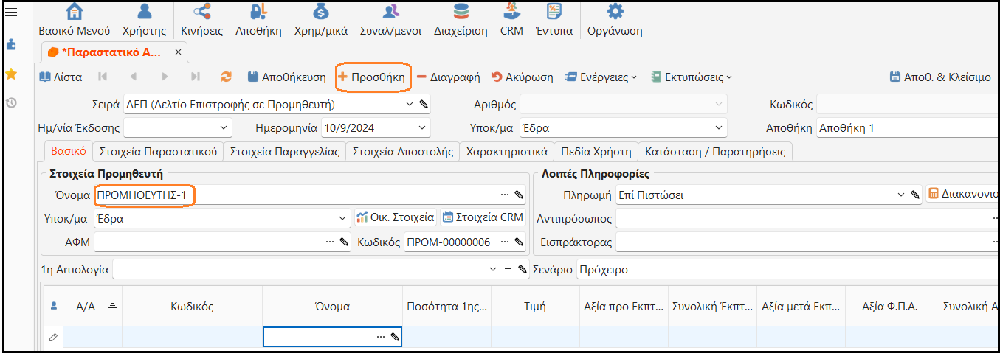 Βασικό Μενού Χρήστης Κινήσεις Αποθήκη Χρημ/μικά Συναλ/μενοι Διαχείριση CRM Έντυπα Οργάνωση
*Παραστατικό Α...
Λίστα Αποθήκευση Προσθήκη Διαγραφή Ακύρωση Ενέργειες Εκτυπώσεις Αποθ. & Κλείσιμο
Σειρά ΔΕΠ (Δελτίο Επιστροφής σε Προμηθευτή) Αριθμός Κωδικός
Ημ/νία Έκδοσης Ημερομηνία 10/9/2024 Υποκ/μα Έδρα Αποθήκη Αποθήκη 1
Βασικό Στοιχεία Παραστατικού Στοιχεία Παραγγελίας Στοιχεία Αποστολής Χαρακτηριστικά Πεδία Χρήστη Κατάσταση / Παρατηρήσεις
Στοιχεία Προμηθευτή Λοιπές Πληροφορίες
Όνομα ΠΡΟΜΗΘΕΥΤΗΣ-1 ... Πληρωμή Επί Πιστώσει Διακανονισ
Υποκ/μα Έδρα Οικ. Στοιχεία Στοιχεία CRM Αντιπρόσωπος ...
ΑΦΜ ... Κωδικός ΠΡΟΜ-00000006 ... Εισπράκτορας ...
1η Αιτιολογία Σενάριο Πρόχειρο
Α/Α Κωδικός Όνομα Ποσότητα 1ης... Τιμή Αξία προ Εκπτ... Συνολική Έκπτ... Αξία μετά Εκπ... Αξία Φ.Π.Α. Συνολική Α
...